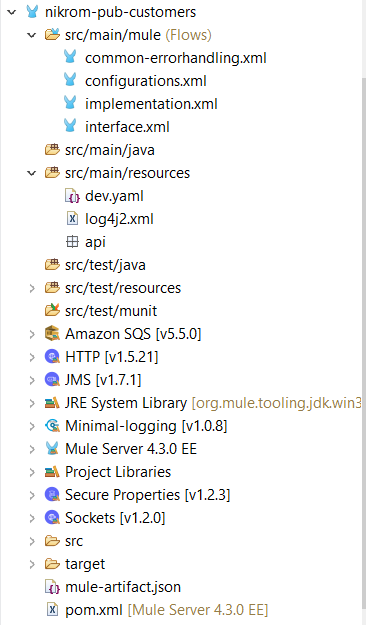 nikrom-pub-customers
src/main/mule (Flows)
common-errorhandling.xml
configurations.xml
implementation.xml
interface.xml
src/main/java
src/main/resources
dev.yaml
log4j2.xml
api
src/test/java
src/test/resources
src/test/munit
Amazon SQS [v5.5.0]
HTTP [v1.5.21]
JMS [v1.7.1]
JRE System Library [org.mule.tooling.jdk.win3
Minimal-logging [v1.0.8]
Mule Server 4.3.0 EE
Project Libraries
Secure Properties [v1.2.3]
Sockets [v1.2.0]
src
target
mule-artifact.json
pom.xml [Mule Server 4.3.0 EE]